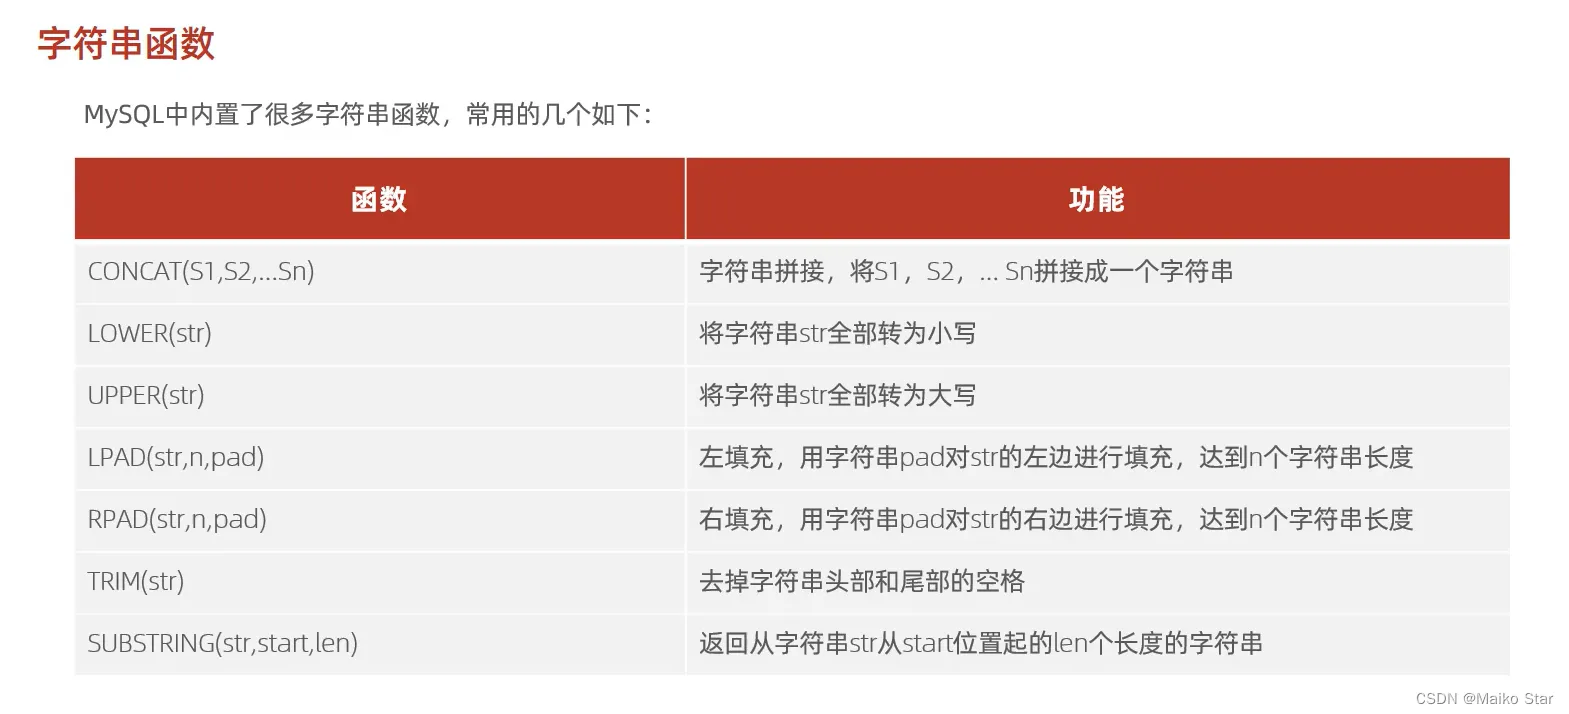 字符串函数
MySQL中内置了很多字符串函数，常用的几个如下：
函数 功能
CONCAT(S1,S2,...Sn) 字符串拼接，将S1，S2，... Sn拼接成一个字符串
LOWER(str) 将字符串str全部转为小写
UPPER(str) 将字符串str全部转为大写
LPAD(str,n,pad) 左填充，用字符串pad对str的左边进行填充，达到n个字符串长度
RPAD(str,n,pad) 右填充，用字符串pad对str的右边进行填充，达到n个字符串长度
TRIM(str) 去掉字符串头部和尾部的空格
SUBSTRING(str,start,len) 返回从字符串str从start位置起的len个长度的字符串
CSDN @Maiko Star